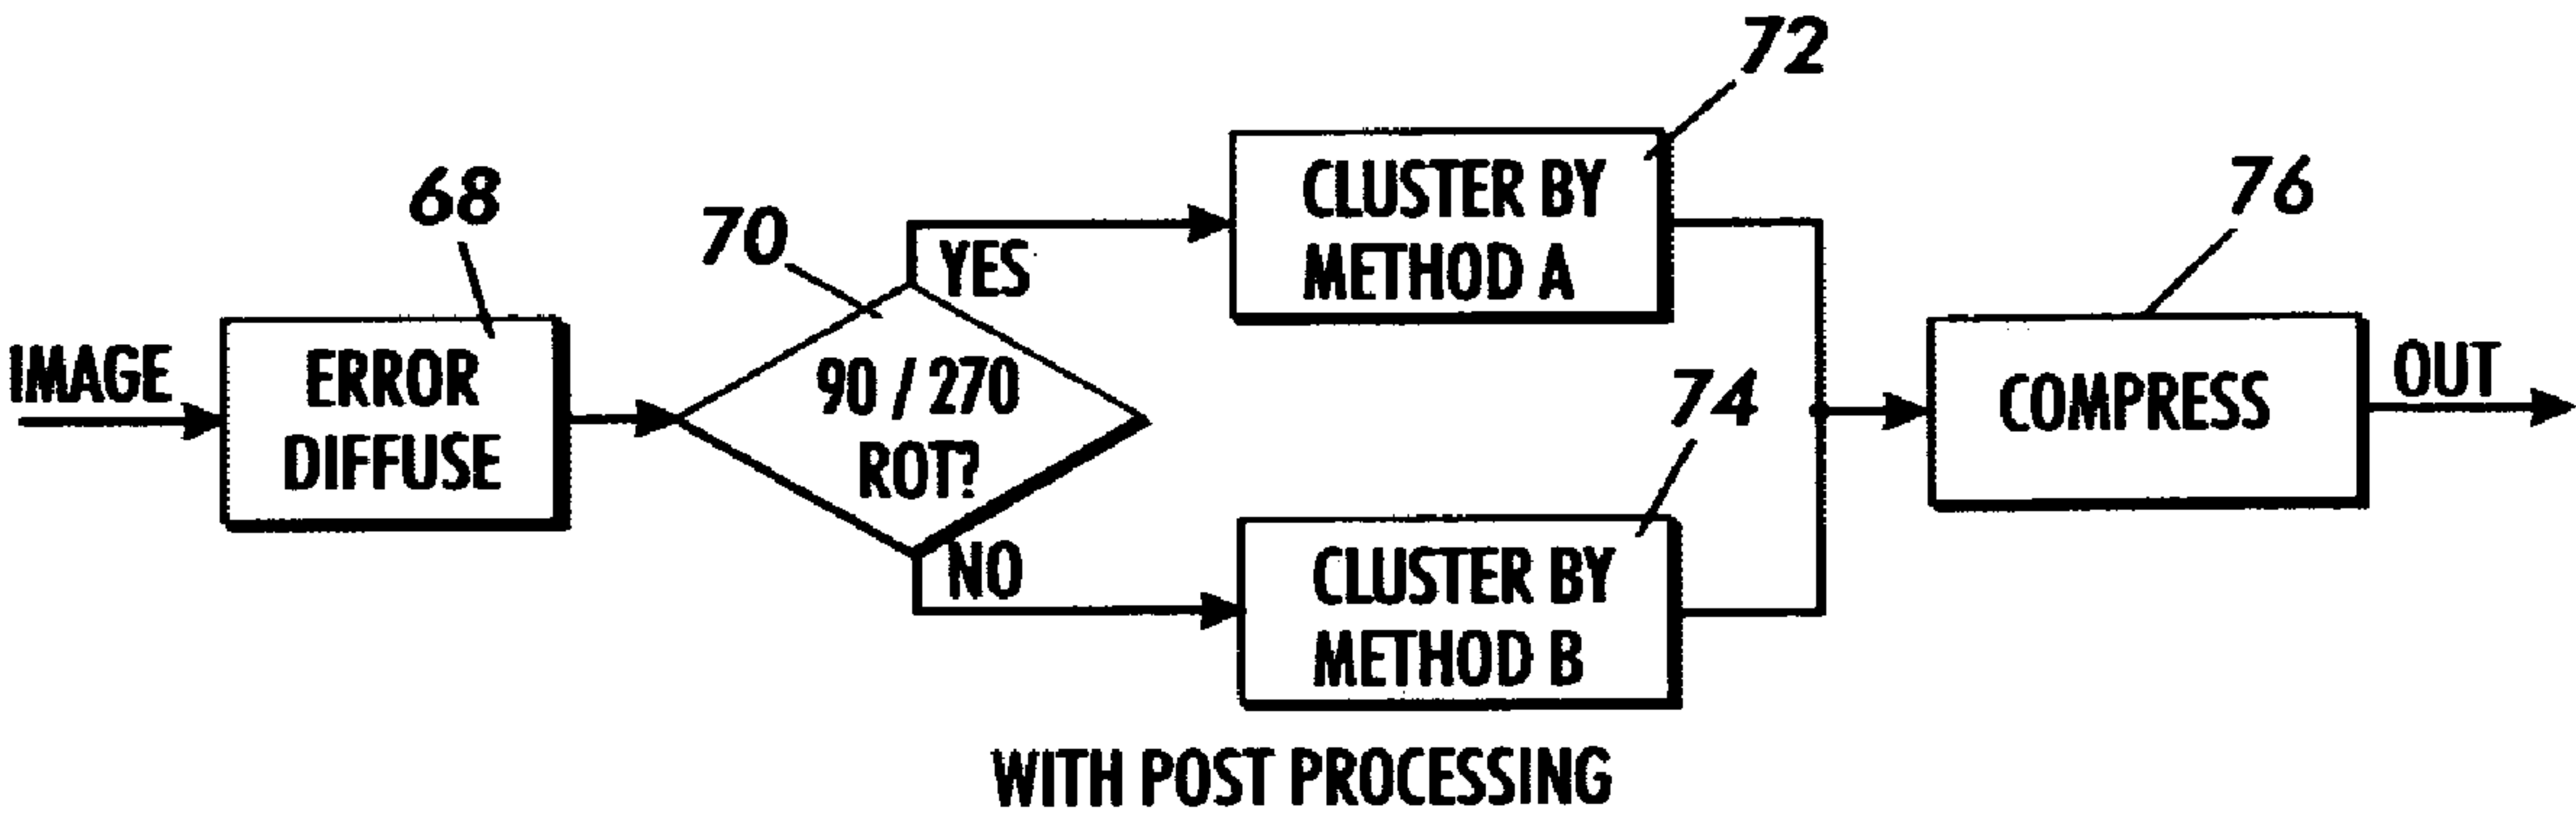 72
CLUSTER BY
METHOD A
68
70
76
YES
IMAGE
ERROR
DIFFUSE
90 / 270
ROT?
COMPRESS
OUT
74
NO
CLUSTER BY
METHOD B
WITH POST PROCESSING